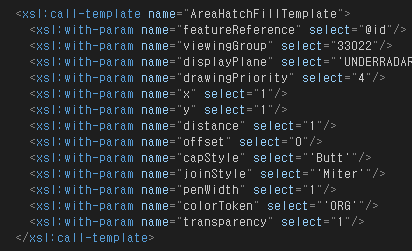 <xsl:call-template name="AreaHatchFillTemplate">
<xsl:with-param name="featureReference" select="@id"/>
<xsl:with-param name="viewingGroup" select="33022"/>
<xsl:with-param name="displayPlane" select="'UNDERRADAR
<xsl:with-param name="drawingPriority" select="4"/>
<xsl:with-param name="x" select="1"/>
<xsl:with-param name="y" select="1"/>
<xsl:with-param name="distance" select="1"/>
<xsl:with-param name="offset" select="0"/>
<xsl:with-param name="capStyle" select="'Butt'"/>
<xsl:with-param name="joinStyle" select="'Miter'"/>
<xsl:with-param name="penWidth" select="1"/>
<xsl:with-param name="colorToken" select="'ORG'"/>
<xsl:with-param name="transparency" select="1"/>
</xsl:call-template>